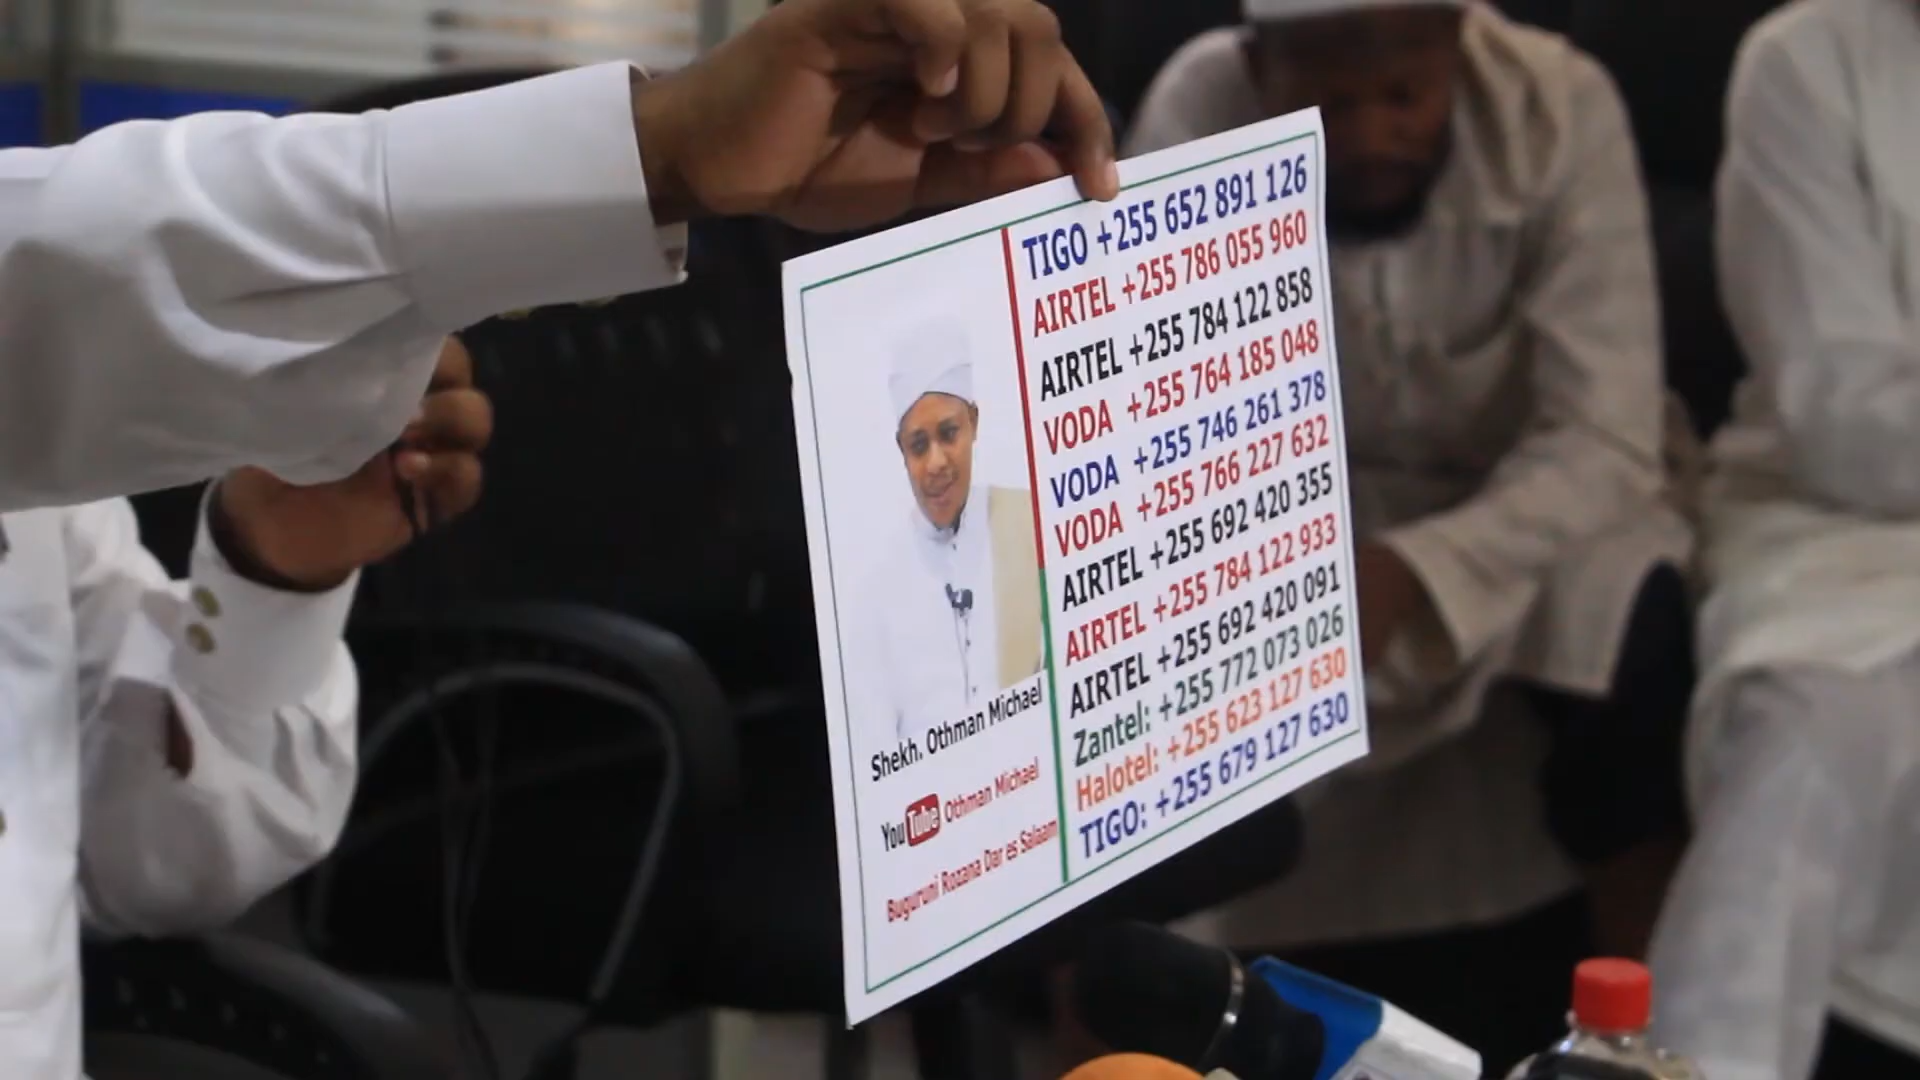 TIGO +255 652 891 126
AIRTEL +255 786 055 960
AIRTEL +255 784 122 858
VODA +255 764 185 048
VODA +255 746 261 378
VODA +255 766 227 632
AIRTEL +255 692 420 355
AIRTEL +255 784 122 933
AIRTEL +255 692 420 091
Zantel: +255 772 073 026
Halotel: +255 623 127 630
TIGO: +255 679 127 630
Shekh. Othman Michael
YouTube Othman Michael
Buguruni Rozana Dar es Salaam